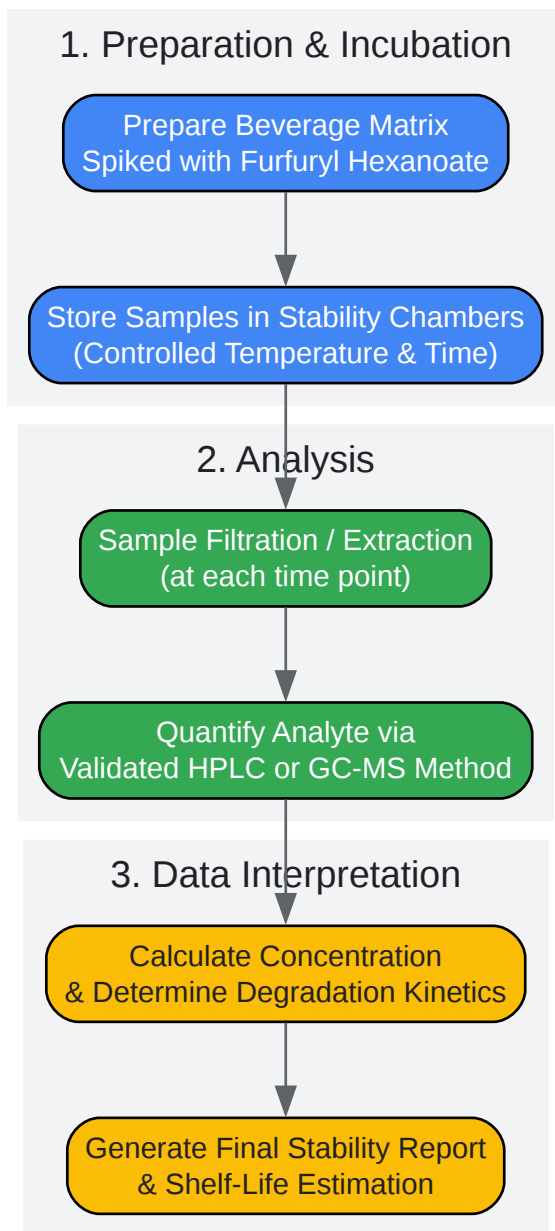 1. Preparation & Incubation
Prepare Beverage Matrix
Spiked with Furfuryl Hexanoate
Store Samples in Stability Chambers
(Controlled Temperature & Time)
2. Analysis
Sample Filtration / Extraction
(at each time point)
Quantify Analyte via
Validated HPLC or GC-MS Method
3. Data Interpretation
Calculate Concentration
& Determine Degradation Kinetics
Generate Final Stability Report
& Shelf-Life Estimation